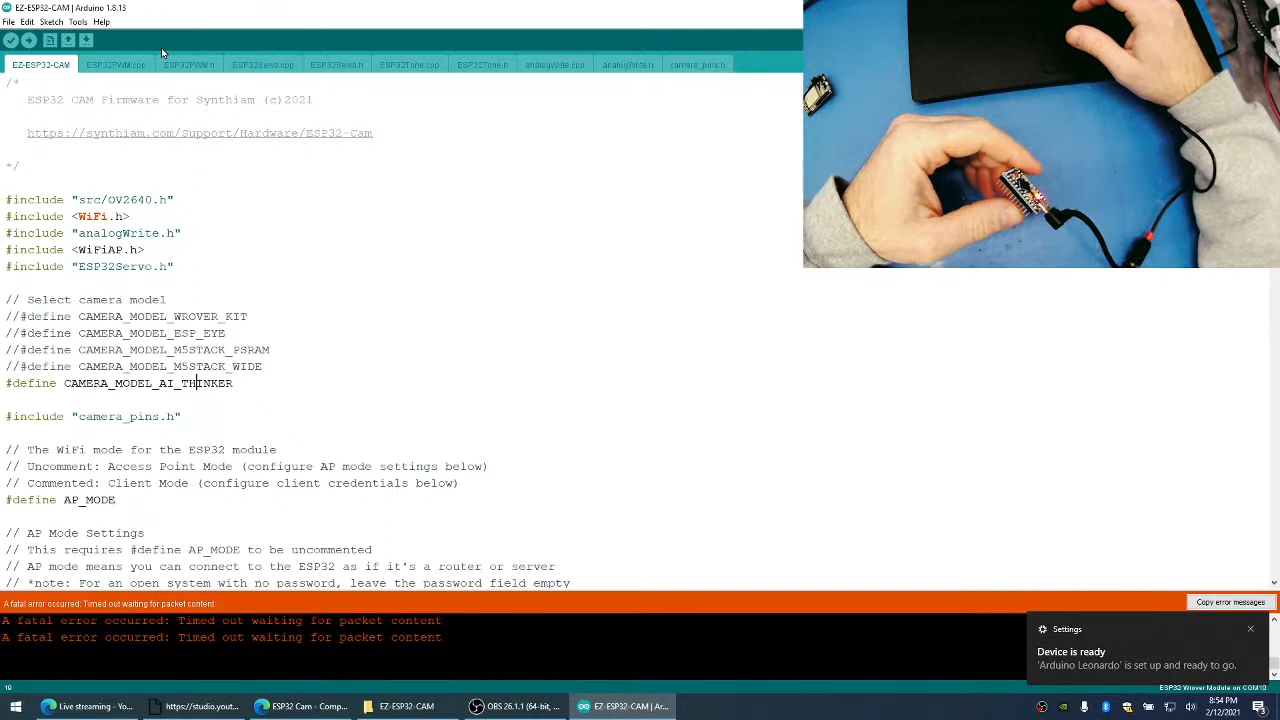 EZ-ESP32-CAM | Arduino 1.8.13
File Edit Sketch Tools Help
EZ-ESP32-CAM ESP32PWM.cpp ESP32PWM.h ESP32Servo.cpp ESP32Servo.h ESP32Tone.cpp ESP32Tone.h analogWrite.cpp analogWrite.h camera_pins.h
/*
ESP32 CAM Firmware for Synthiam (c)2021
https://synthiam.com/Support/Hardware/ESP32-Cam
*/
#include "src/OV2640.h"
#include <WiFi.h>
#include "analogWrite.h"
#include <WiFiAP.h>
#include "ESP32Servo.h"
// Select camera model
//#define CAMERA_MODEL_WROVER_KIT
//#define CAMERA_MODEL_ESP_EYE
//#define CAMERA_MODEL_M5STACK_PSRAM
//#define CAMERA_MODEL_M5STACK_WIDE
#define CAMERA_MODEL_AI_THINKER
#include "camera_pins.h"
// The WiFi mode for the ESP32 module
// Uncomment: Access Point Mode (configure AP mode settings below)
// Commented: Client Mode (configure client credentials below)
#define AP_MODE
// AP Mode Settings
// This requires #define AP_MODE to be uncommented
// AP mode means you can connect to the ESP32 as if it's a router or server
// *note: For an open system with no password, leave the password field empty
A fatal error occurred: Timed out waiting for packet content
Copy error messages
A fatal error occurred: Timed out waiting for packet content
A fatal error occurred: Timed out waiting for packet content
Settings
Device is ready
'Arduino Leonardo' is set up and ready to go.
19
ESP32 Wrover Module on COM10
Live streaming - Yo...
https://studio.yout...
ESP32 Cam - Comp...
EZ-ESP32-CAM
OBS 26.1.1 (64-bit, ...
EZ-ESP32-CAM | Ar...
8:54 PM
2/12/2021